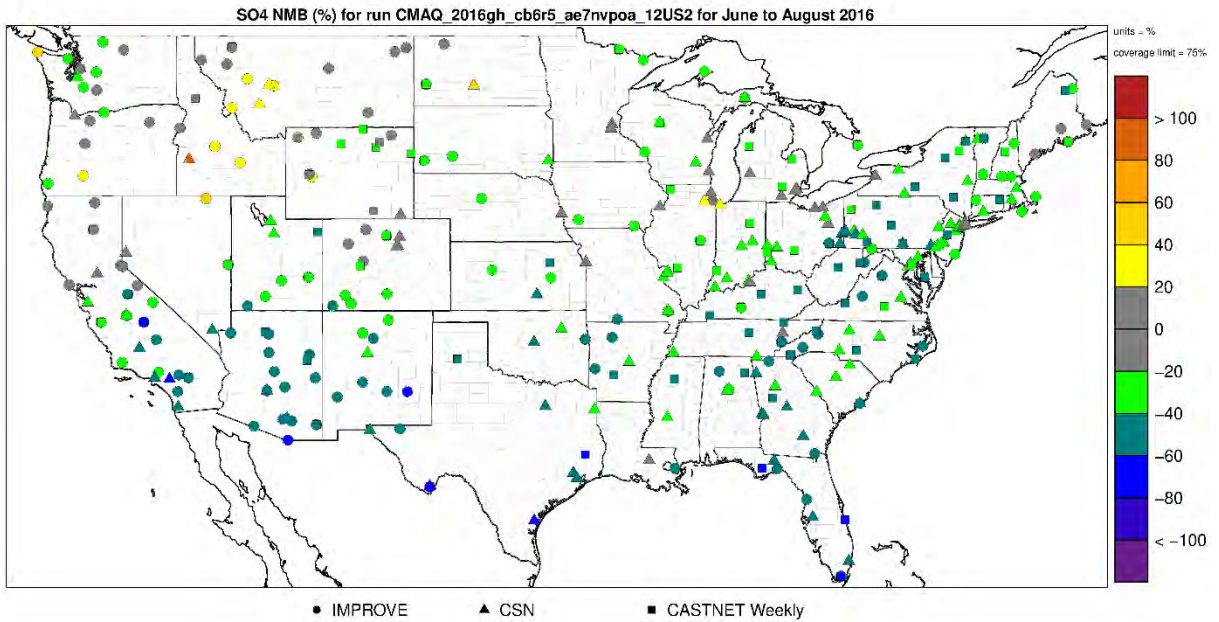 SO4 NMB (%) for run CMAQ_2016gh_cb6r5_ae7nvpoa_12US2 for June to August 2016
units = %
coverage limit = 75%
> 100
80
60
40
20
0
−20
−40
−60
−80
< −100
IMPROVE
CSN
CASTNET Weekly